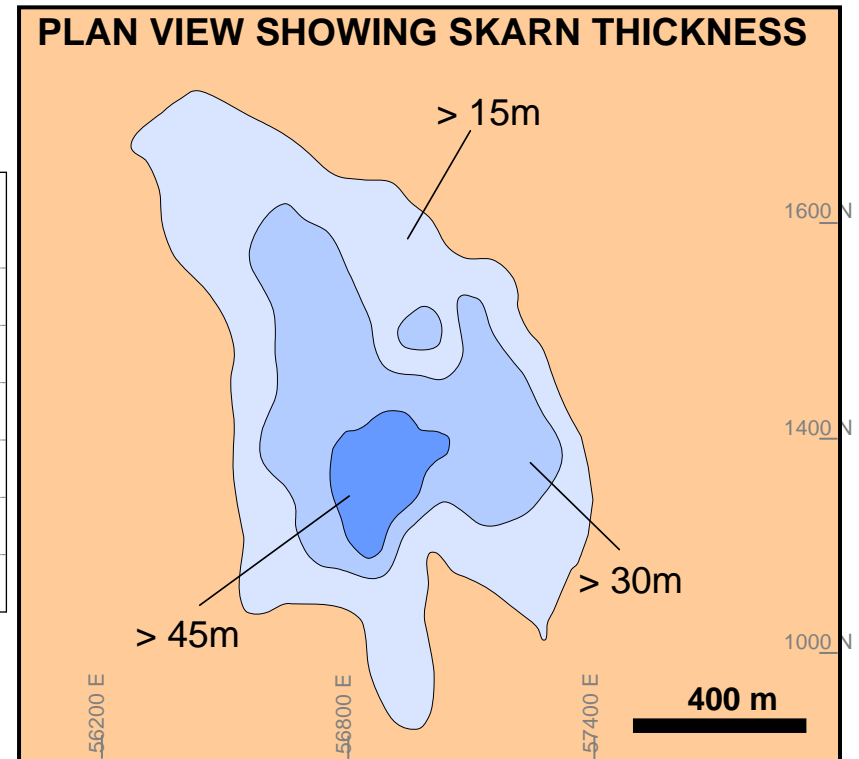 PLAN VIEW SHOWING SKARN THICKNESS
> 15m
1600 N
1400 N
> 30m
> 45m
1000 N
56200 E
56800 E
57400 E
400 m